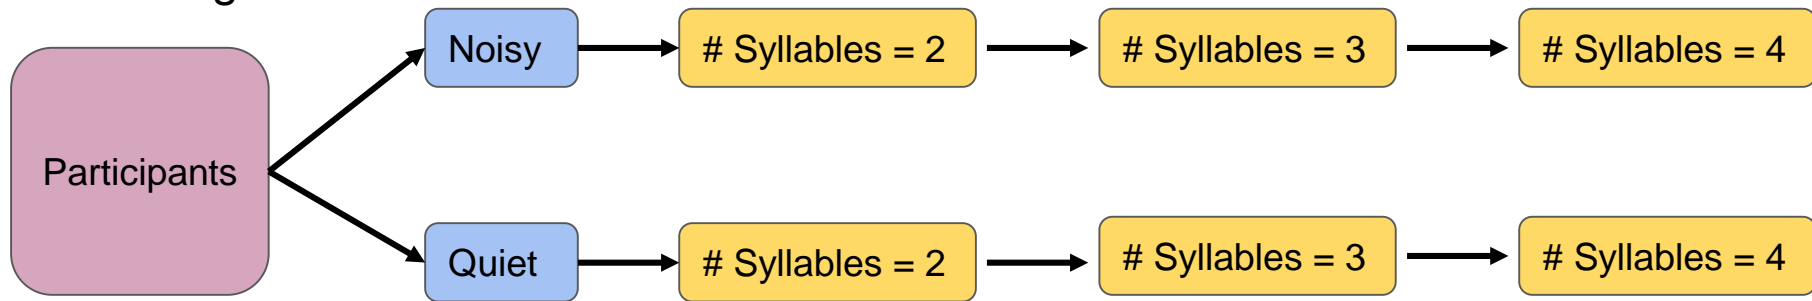 Noisy
# Syllables = 2
# Syllables = 3
# Syllables = 4
Participants
Quiet
# Syllables = 2
# Syllables = 3
# Syllables = 4